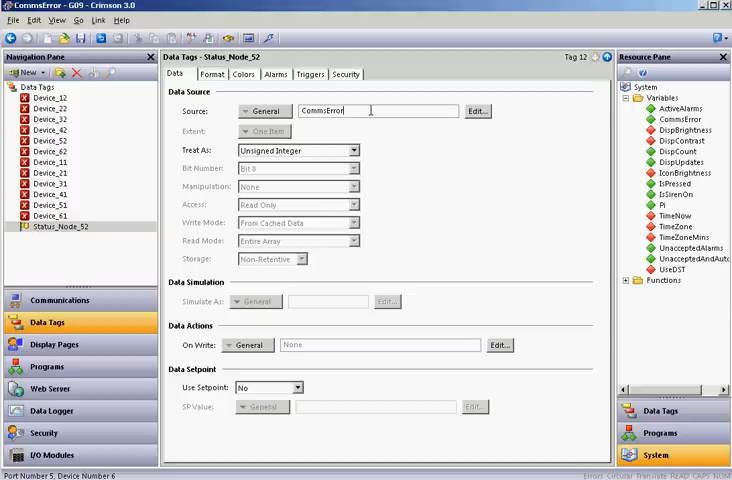 CommsError - G09 - Crimson 3.0
File Edit View Go Link Help
Navigation Pane
Data Tags - Status_Node_52
Tag 12
Resource Pane
New
Data Tags
Device_12
Device_22
Device_32
Device_42
Device_52
Device_62
Device_11
Device_21
Device_31
Device_41
Device_51
Device_61
Status_Node_52
Communications
Data Tags
Display Pages
Programs
Web Server
Data Logger
Security
I/O Modules
Data Format Colors Alarms Triggers Security
Data Source
Source: General CommsError Edit...
Extent: One Item
Treat As: Unsigned Integer
Bit Number: Bit 0
Manipulation: None
Access: Read Only
Write Mode: From Cached Data
Read Mode: Entire Array
Storage: Non-Retentive
Data Simulation
Simulate As: General Edit...
Data Actions
On Write: General None Edit...
Data Setpoint
Use Setpoint: No
SP Value: General Edit...
System
Variables
ActiveAlarms
CommsError
DispBrightness
DispContrast
DispCount
DispUpdates
IconBrightness
IsPressed
IsSirenOn
Pi
TimeNow
TimeZone
TimeZoneMins
UnacceptedAlarms
UnacceptedAndAuto
UseDST
Functions
Data Tags
Programs
System
Port Number 5, Device Number 6
Errors Circular Translate READ CAPS NUM